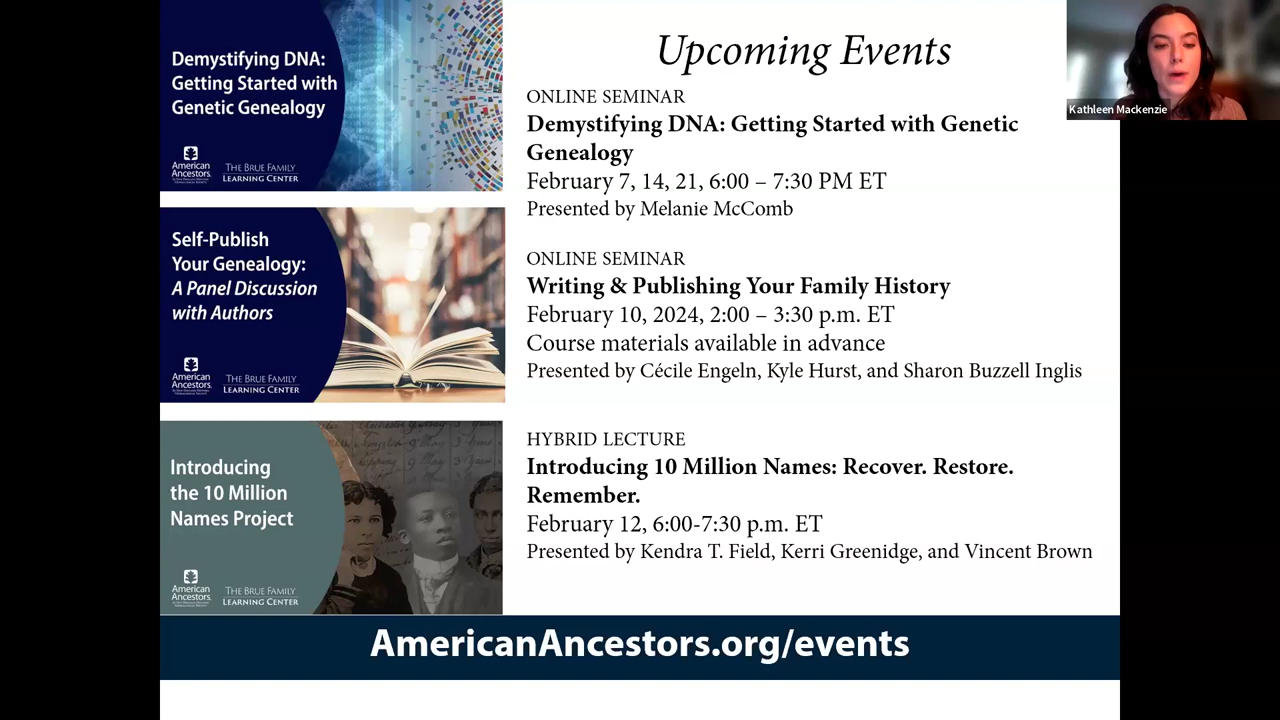 Demystifying DNA:
Getting Started with
Genetic Genealogy
American
Ancestors
THE BRUE FAMILY
LEARNING CENTER
Self-Publish
Your Genealogy:
A Panel Discussion
with Authors
American
Ancestors
THE BRUE FAMILY
LEARNING CENTER
Introducing
the 10 Million
Names Project
American
Ancestors
THE BRUE FAMILY
LEARNING CENTER
Upcoming Events
ONLINE SEMINAR
Demystifying DNA: Getting Started with Genetic
Genealogy
February 7, 14, 21, 6:00 – 7:30 PM ET
Presented by Melanie McComb
ONLINE SEMINAR
Writing & Publishing Your Family History
February 10, 2024, 2:00 – 3:30 p.m. ET
Course materials available in advance
Presented by Cécile Engeln, Kyle Hurst, and Sharon Buzzell Inglis
HYBRID LECTURE
Introducing 10 Million Names: Recover. Restore.
Remember.
February 12, 6:00-7:30 p.m. ET
Presented by Kendra T. Field, Kerri Greenidge, and Vincent Brown
AmericanAncestors.org/events
Kathleen Mackenzie